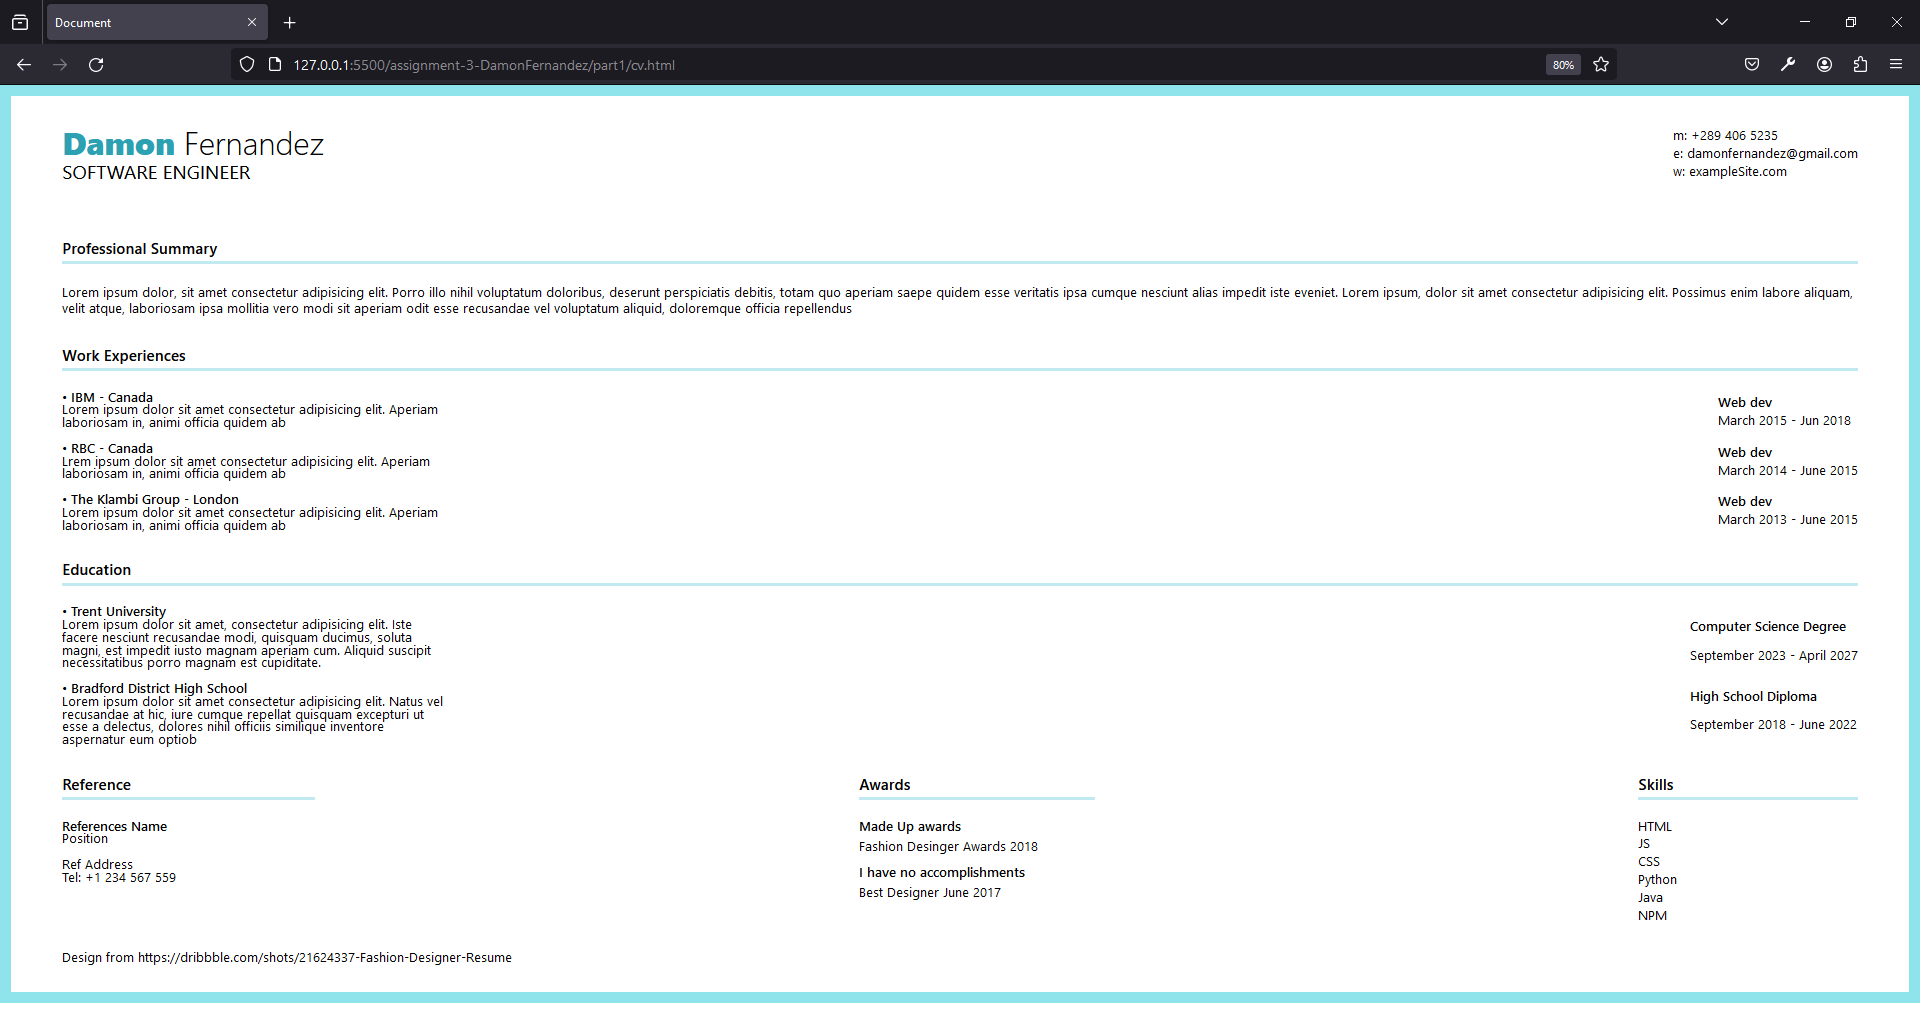 Document
127.0.0.1:5500/assignment-3-DamonFernandez/part1/cv.html
80%
Damon Fernandez
SOFTWARE ENGINEER
m: +289 406 5235
e: damonfernandez@gmail.com
w: exampleSite.com
Professional Summary
Lorem ipsum dolor, sit amet consectetur adipisicing elit. Porro illo nihil voluptatum doloribus, deserunt perspiciatis debitis, totam quo aperiam saepe quidem esse veritatis ipsa cumque nesciunt alias impedit iste eveniet. Lorem ipsum, dolor sit amet consectetur adipisicing elit. Possimus enim labore aliquam,
velit atque, laboriosam ipsa mollitia vero modi sit aperiam odit esse recusandae vel voluptatum aliquid, doloremque officia repellendus
Work Experiences
• IBM - Canada
Lorem ipsum dolor sit amet consectetur adipisicing elit. Aperiam
laboriosam in, animi officia quidem ab
Web dev
March 2015 - Jun 2018
• RBC - Canada
Lrem ipsum dolor sit amet consectetur adipisicing elit. Aperiam
laboriosam in, animi officia quidem ab
Web dev
March 2014 - June 2015
• The Klambi Group - London
Lorem ipsum dolor sit amet consectetur adipisicing elit. Aperiam
laboriosam in, animi officia quidem ab
Web dev
March 2013 - June 2015
Education
• Trent University
Lorem ipsum dolor sit amet, consectetur adipisicing elit. Iste
facere nesciunt recusandae modi, quisquam ducimus, soluta
magni, est impedit iusto magnam aperiam cum. Aliquid suscipit
necessitatibus porro magnam est cupiditate.
Computer Science Degree
September 2023 - April 2027
• Bradford District High School
Lorem ipsum dolor sit amet consectetur adipisicing elit. Natus vel
recusandae at hic, iure cumque repellat quisquam excepturi ut
esse a delectus, dolores nihil officiis similique inventore
aspernatur eum optiob
High School Diploma
September 2018 - June 2022
Reference
References Name
Position
Ref Address
Tel: +1 234 567 559
Awards
Made Up awards
Fashion Desinger Awards 2018
I have no accomplishments
Best Designer June 2017
Skills
HTML
JS
CSS
Python
Java
NPM
Design from https://dribbble.com/shots/21624337-Fashion-Designer-Resume